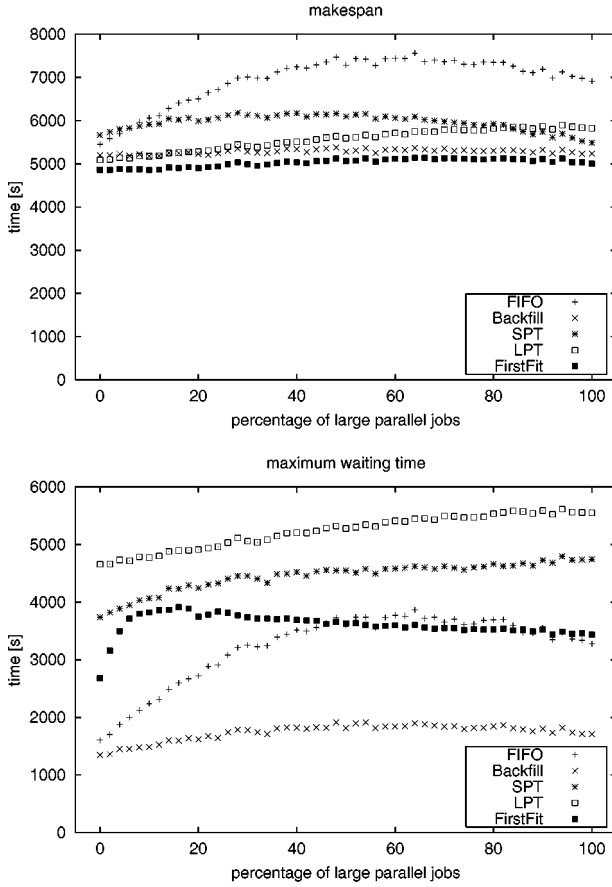 makespan
8000
7000
6000
5000
4000
3000
2000
1000
0
time [s]
FIFO
Backfill
SPT
LPT
FirstFit
0 20 40 60 80 100
percentage of large parallel jobs
maximum waiting time
6000
5000
4000
3000
2000
1000
0
time [s]
FIFO
Backfill
SPT
LPT
FirstFit
0 20 40 60 80 100
percentage of large parallel jobs